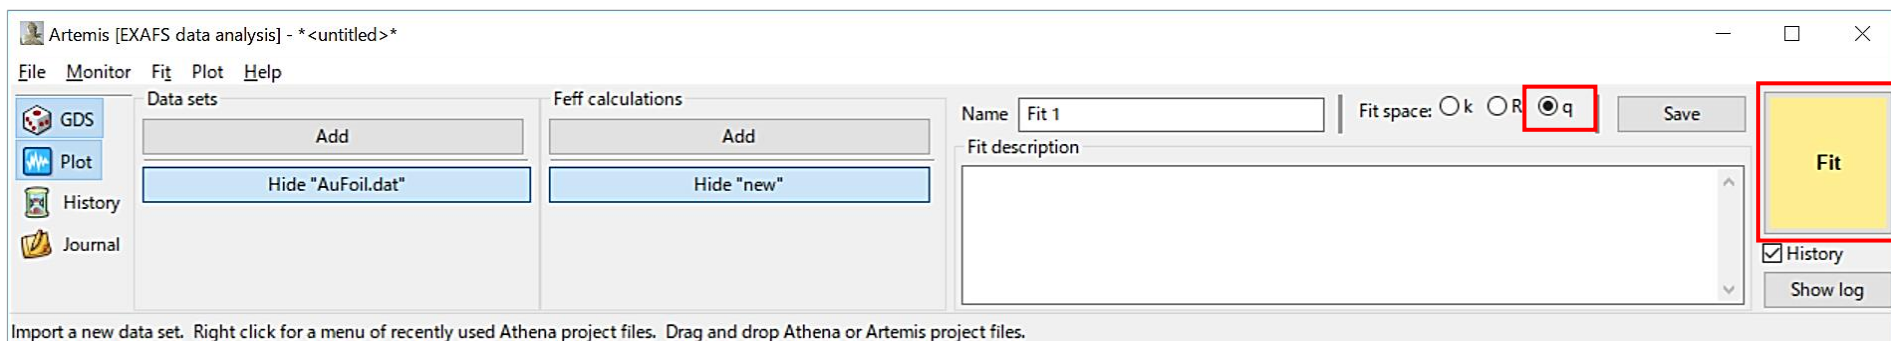 Artemis [EXAFS data analysis] - *<untitled>*
File Monitor Fit Plot Help
GDS
Plot
History
Journal
Data sets
Add
Hide "AuFoil.dat"
Feff calculations
Add
Hide "new"
Name Fit 1
Fit space: k R q
Save
Fit description
Fit
History
Show log
Import a new data set. Right click for a menu of recently used Athena project files. Drag and drop Athena or Artemis project files.